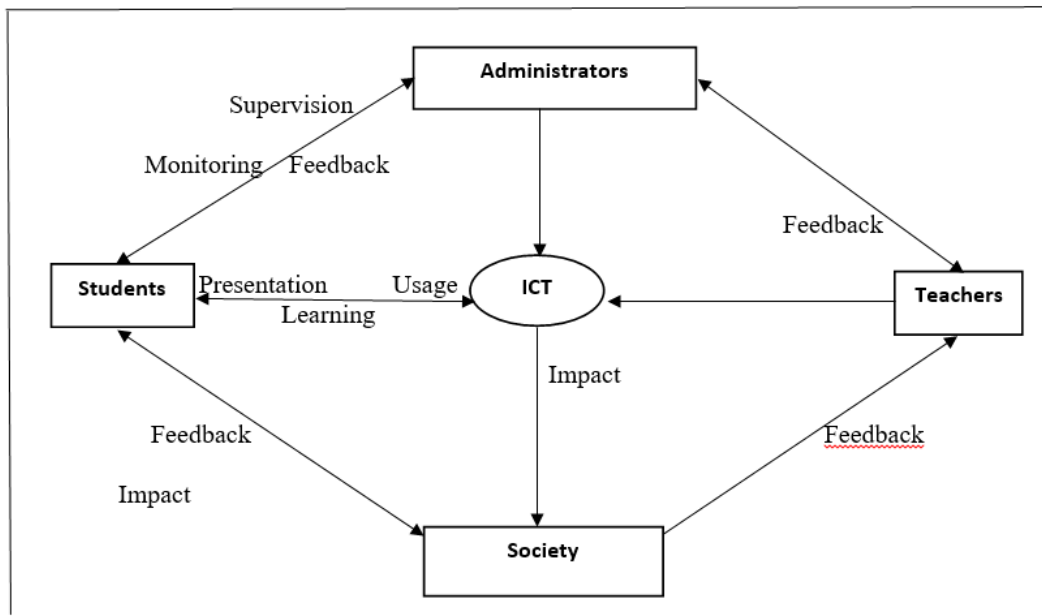 Administrators
Supervision
Monitoring Feedback
Feedback
Students
Presentation Usage
ICT
Teachers
Learning
Impact
Feedback
Feedback
Impact
Society